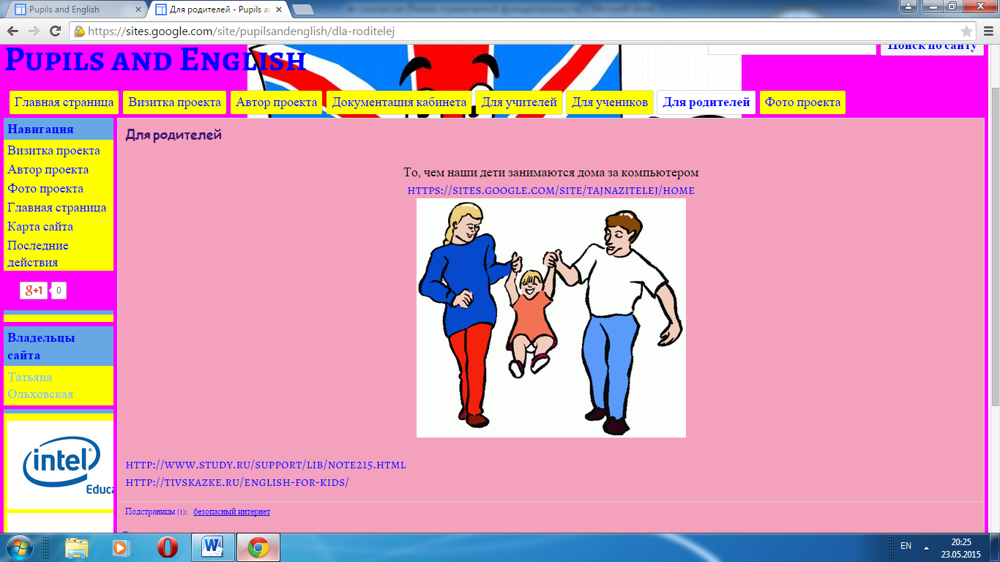 Pupils and English
Для родителей - Pupils an
https://sites.google.com/site/pupilsandenglish/dla-roditelej
Pupils and English
Поиск по сайту
Главная страница
Визитка проекта
Автор проекта
Документация кабинета
Для учителей
Для учеников
Для родителей
Фото проекта
Навигация
Визитка проекта
Автор проекта
Фото проекта
Главная страница
Карта сайта
Последние
действия
g+1 0
Владельцы
сайта
Татьяна
Ольховская
intel
Educa
Для родителей
То, чем наши дети занимаются дома за компьютером
https://sites.google.com/site/tajnazitelej/home
http://www.study.ru/support/lib/note215.html
http://tivskazke.ru/english-for-kids/
Подстраницы (1): безопасный интернет
EN
20:25
23.05.2015